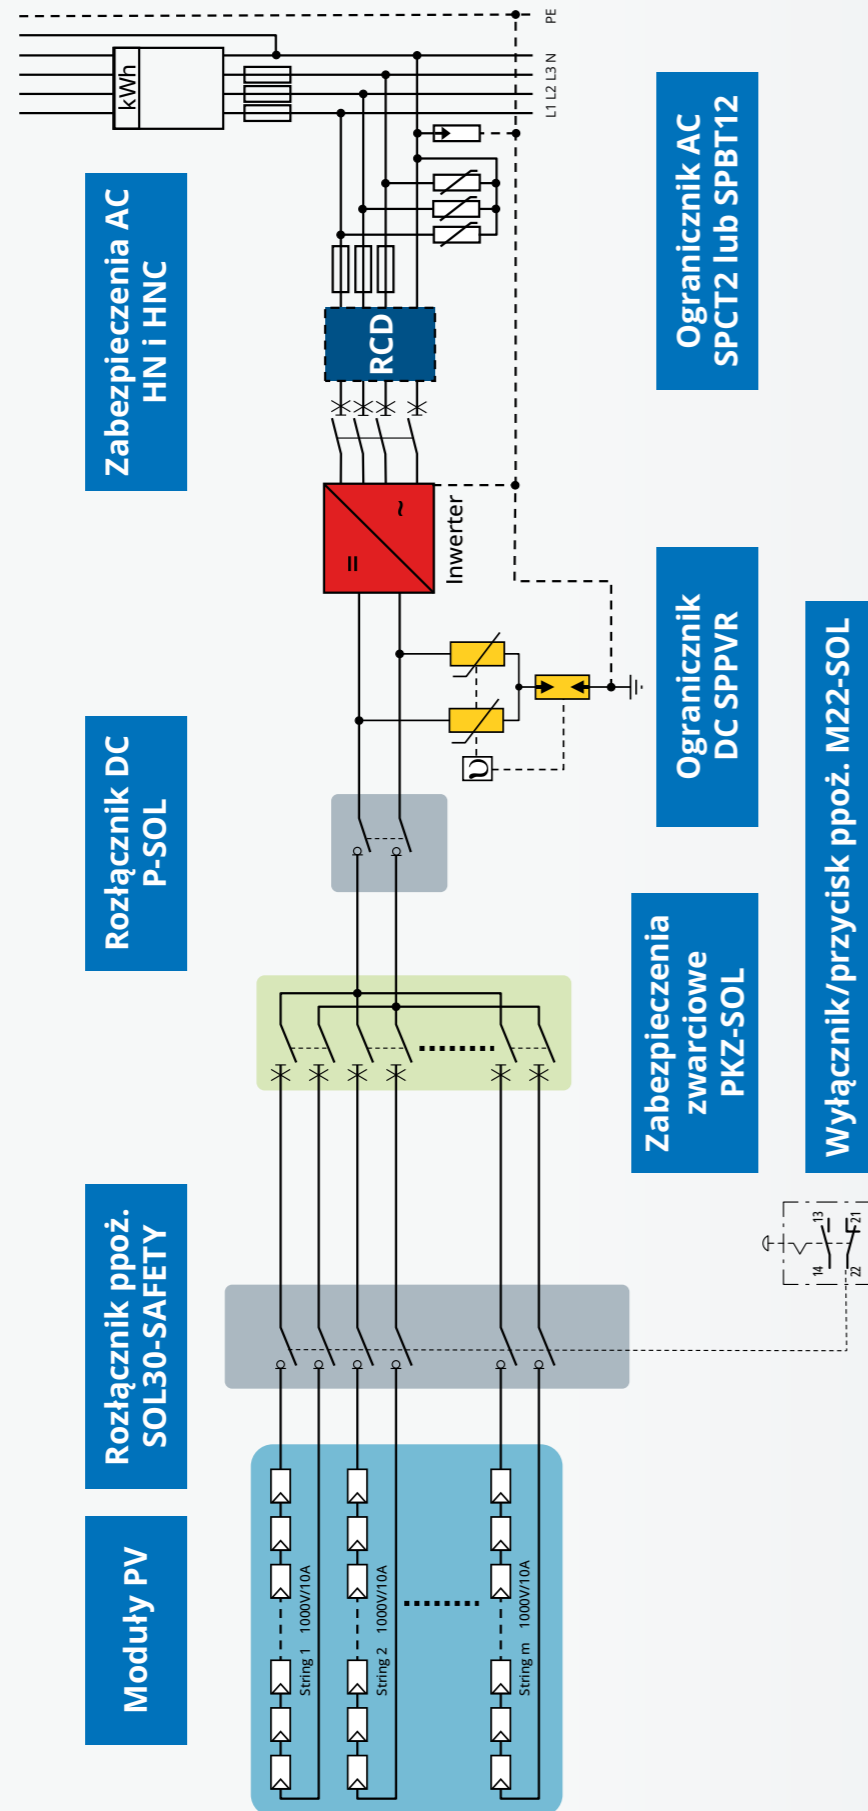 Moduły PV
Rozłącznik ppoż.
SOL30-SAFETY
Rozłącznik DC
P-SOL
Zabezpieczenia AC
HN i HNC
String 1 1000V/10A
String 2 1000V/10A
String m 1000V/10A
=
~
Inwerter
RCD
kWh
L1 L2 L3 N
PE
14
13
22
21
Zabezpieczenia
zwarciowe
PKZ-SOL
Ogranicznik
DC SPPVR
Ogranicznik AC
SPCT2 lub SPBT12
Wyłącznik/przycisk ppoż. M22-SOL